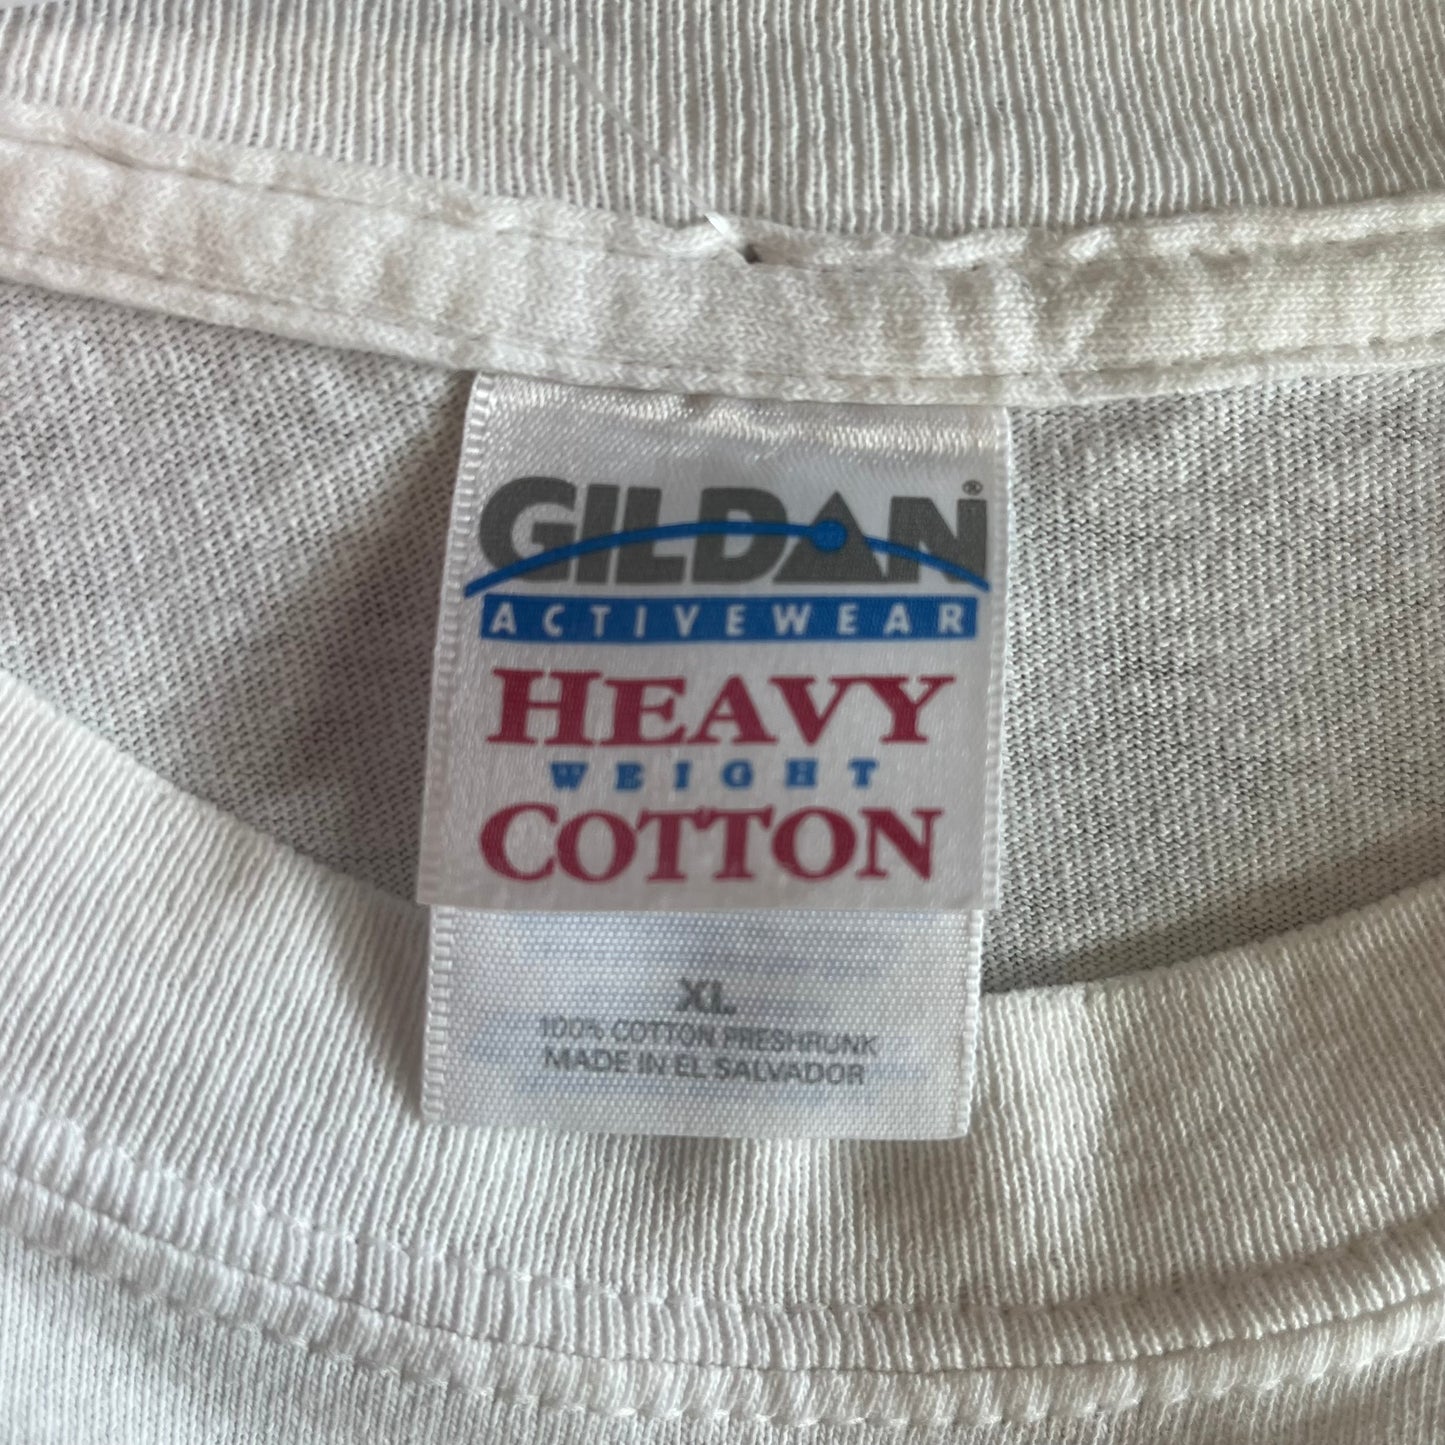 GILDAN®
ACTIVEWEAR
HEAVY
WEIGHT
COTTON
XL
100% COTTON PRESHRUNK
MADE IN EL SALVADOR